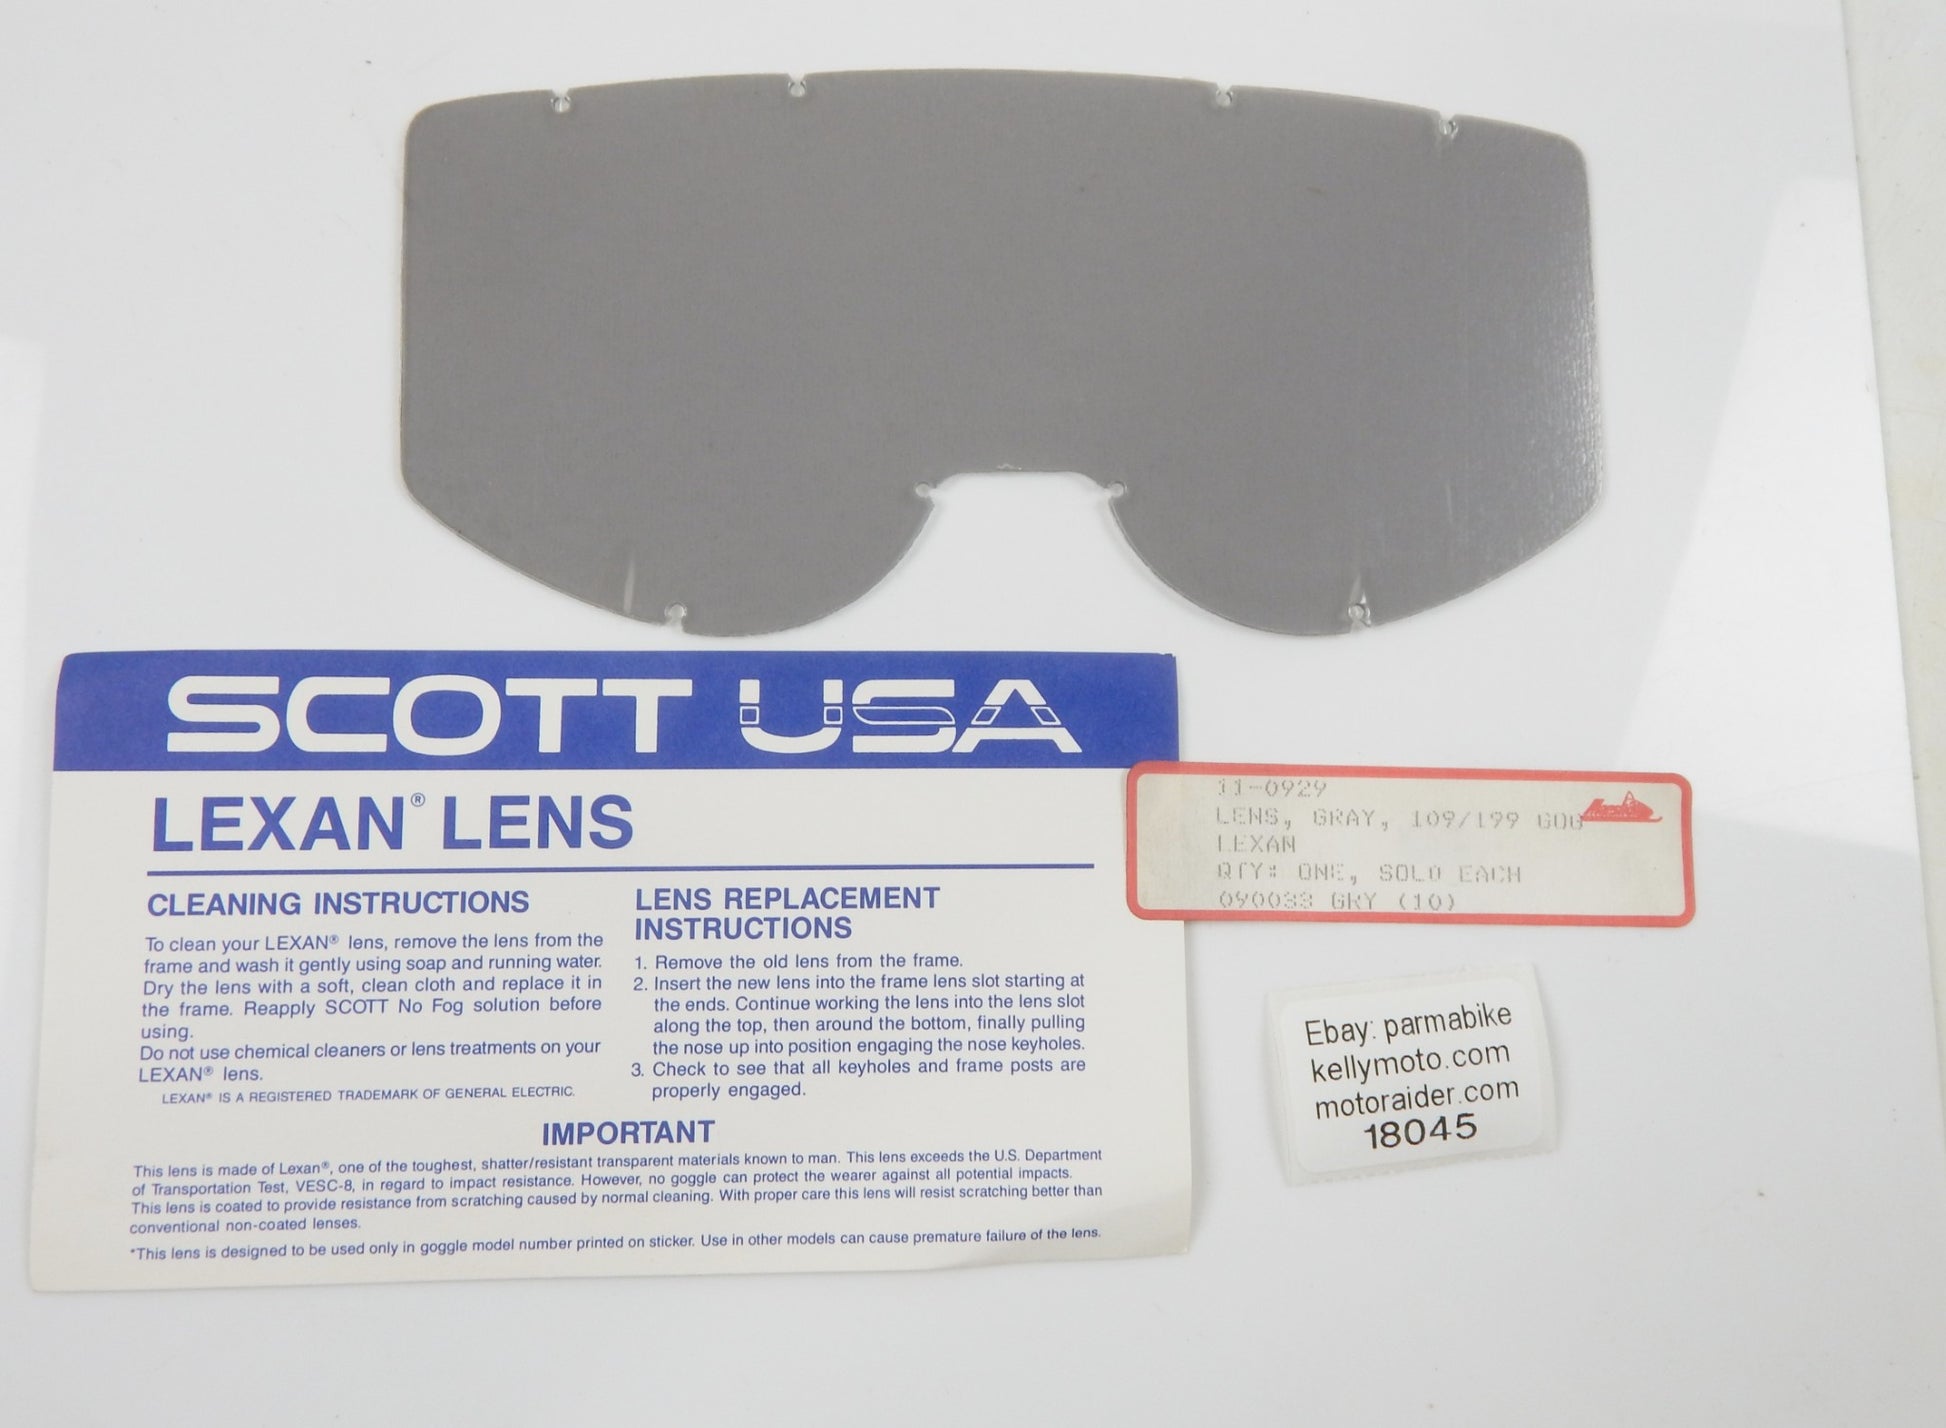 SCOTT USA
LEXAN® LENS
CLEANING INSTRUCTIONS
To clean your LEXAN® lens, remove the lens from the
frame and wash it gently using soap and running water.
Dry the lens with a soft, clean cloth and replace it in
the frame. Reapply SCOTT No Fog solution before
using.
Do not use chemical cleaners or lens treatments on your
LEXAN® lens.
LEXAN® IS A REGISTERED TRADEMARK OF GENERAL ELECTRIC.
LENS REPLACEMENT
INSTRUCTIONS
1. Remove the old lens from the frame.
2. Insert the new lens into the frame lens slot starting at
the ends. Continue working the lens into the lens slot
along the top, then around the bottom, finally pulling
the nose up into position engaging the nose keyholes.
3. Check to see that all keyholes and frame posts are
properly engaged.
IMPORTANT
This lens is made of Lexan®, one of the toughest, shatter/resistant transparent materials known to man. This lens exceeds the U.S. Department
of Transportation Test, VESC-8, in regard to impact resistance. However, no goggle can protect the wearer against all potential impacts.
This lens is coated to provide resistance from scratching caused by normal cleaning. With proper care this lens will resist scratching better than
conventional non-coated lenses.
*This lens is designed to be used only in goggle model number printed on sticker. Use in other models can cause premature failure of the lens.
11-0929
LENS, GRAY, 109/199 GOG
LEXAN
QTY: ONE, SOLD EACH
090033 GRY (10)
Ebay: parmabike
kellymoto.com
motoraider.com
18045